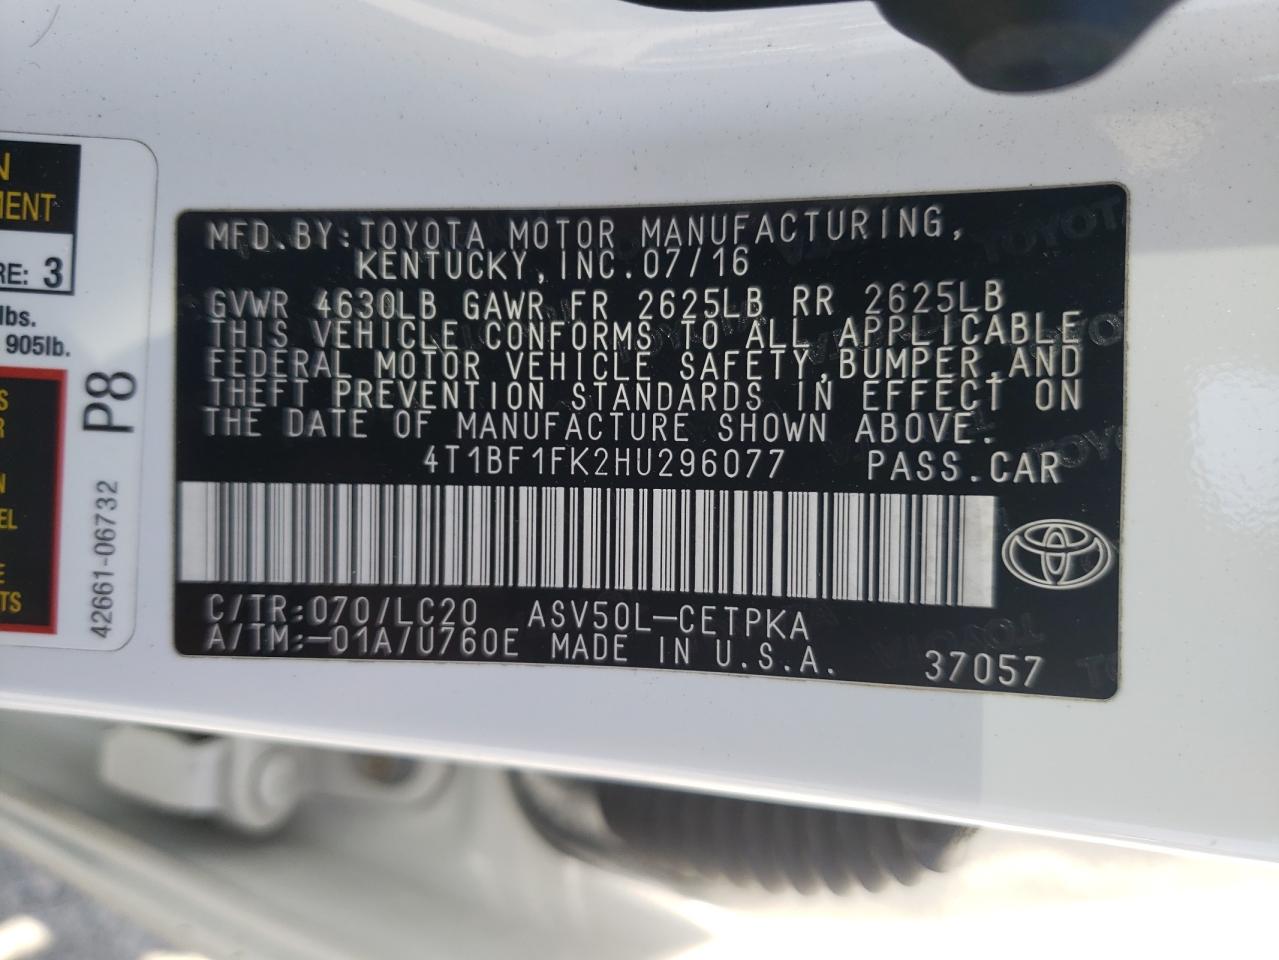 MFD.BY:TOYOTA MOTOR MANUFACTURING,
KENTUCKY,INC.07/16
GVWR 4630LB GAWR FR 2625LB RR 2625LB
THIS VEHICLE CONFORMS TO ALL APPLICABLE
FEDERAL MOTOR VEHICLE SAFETY,BUMPER,AND
THEFT PREVENTION STANDARDS IN EFFECT ON
THE DATE OF MANUFACTURE SHOWN ABOVE.
4T1BF1FK2HU296077 PASS.CAR
C/TR:070/LC20 ASV50L-CETPKA
A/TM:-01A/U760E MADE IN U.S.A. 37057
RE: 3
lbs.
905lb.
P8
42661-06732